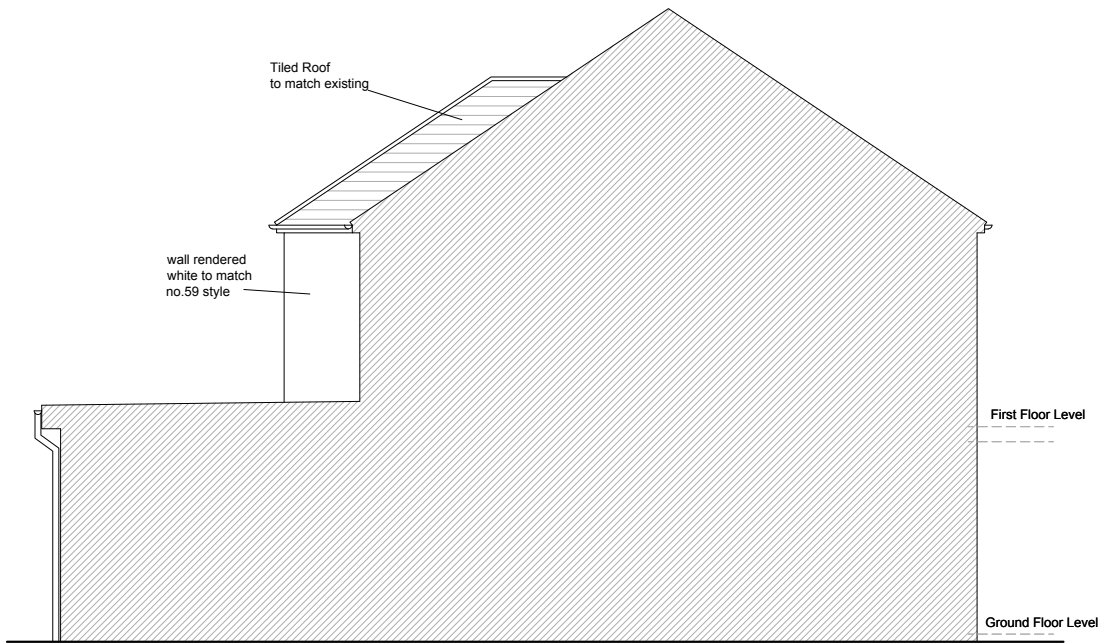 Tiled Roof
to match existing
wall rendered
white to match
no.59 style
First Floor Level
Ground Floor Level